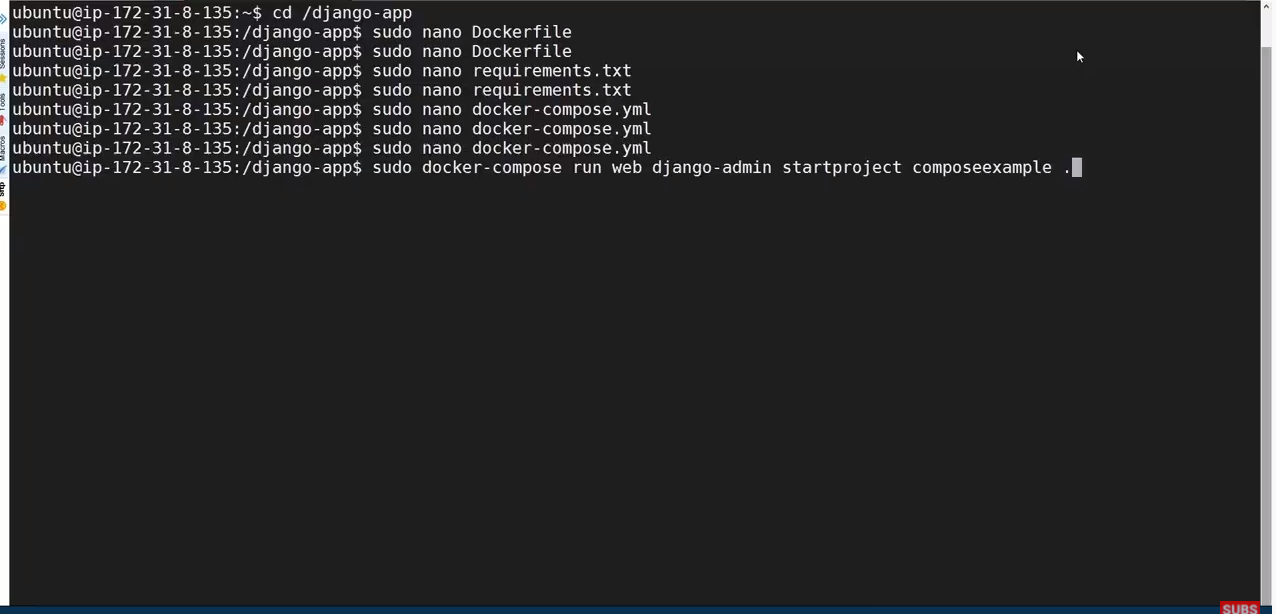 ubuntu@ip-172-31-8-135:~$ cd /django-app
ubuntu@ip-172-31-8-135:/django-app$ sudo nano Dockerfile
ubuntu@ip-172-31-8-135:/django-app$ sudo nano Dockerfile
ubuntu@ip-172-31-8-135:/django-app$ sudo nano requirements.txt
ubuntu@ip-172-31-8-135:/django-app$ sudo nano requirements.txt
ubuntu@ip-172-31-8-135:/django-app$ sudo nano docker-compose.yml
ubuntu@ip-172-31-8-135:/django-app$ sudo nano docker-compose.yml
ubuntu@ip-172-31-8-135:/django-app$ sudo nano docker-compose.yml
ubuntu@ip-172-31-8-135:/django-app$ sudo docker-compose run web django-admin startproject composeexample .
Sessions
Tools
Macros
Sftp
SUBS